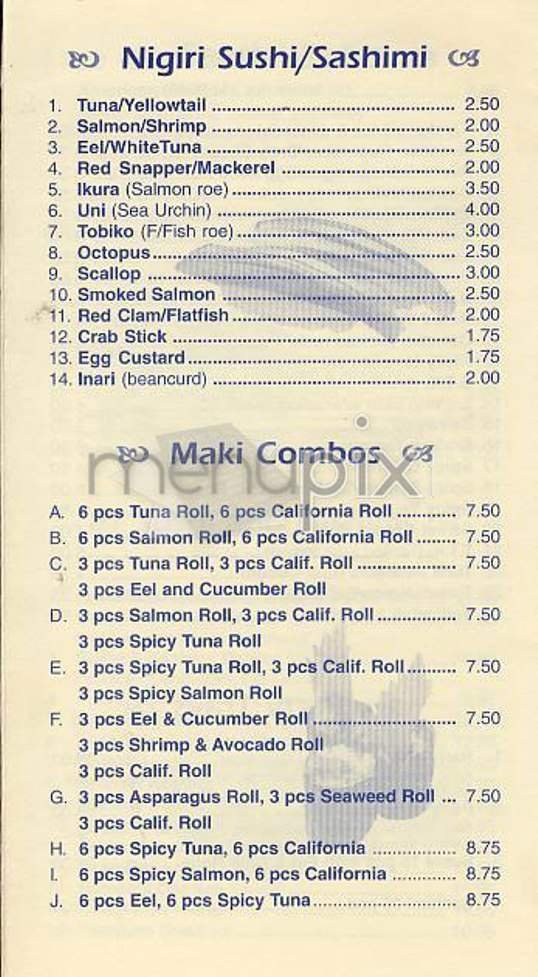 Nigiri Sushi/Sashimi
1. Tuna/Yellowtail ........ 2.50
2. Salmon/Shrimp ........ 2.00
3. Eel/WhiteTuna ........ 2.50
4. Red Snapper/Mackerel ........ 2.00
5. Ikura (Salmon roe) ........ 3.50
6. Uni (Sea Urchin) ........ 4.00
7. Tobiko (F/Fish roe) ........ 3.00
8. Octopus ........ 2.50
9. Scallop ........ 3.00
10. Smoked Salmon ........ 2.50
11. Red Clam/Flatfish ........ 2.00
12. Crab Stick ........ 1.75
13. Egg Custard ........ 1.75
14. Inari (beancurd) ........ 2.00
Maki Combos
menupix
A. 6 pcs Tuna Roll, 6 pcs California Roll ........ 7.50
B. 6 pcs Salmon Roll, 6 pcs California Roll ........ 7.50
C. 3 pcs Tuna Roll, 3 pcs Calif. Roll ........ 7.50
3 pcs Eel and Cucumber Roll
D. 3 pcs Salmon Roll, 3 pcs Calif. Roll ........ 7.50
3 pcs Spicy Tuna Roll
E. 3 pcs Spicy Tuna Roll, 3 pcs Calif. Roll ........ 7.50
3 pcs Spicy Salmon Roll
F. 3 pcs Eel & Cucumber Roll ........ 7.50
3 pcs Shrimp & Avocado Roll
3 pcs Calif. Roll
G. 3 pcs Asparagus Roll, 3 pcs Seaweed Roll ... 7.50
3 pcs Calif. Roll
H. 6 pcs Spicy Tuna, 6 pcs California ........ 8.75
I. 6 pcs Spicy Salmon, 6 pcs California ........ 8.75
J. 6 pcs Eel, 6 pcs Spicy Tuna ........ 8.75